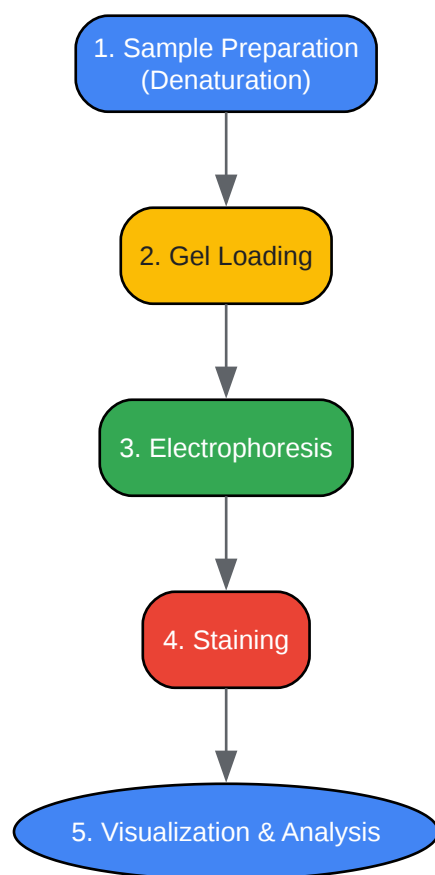 1. Sample Preparation
(Denaturation)
2. Gel Loading
3. Electrophoresis
4. Staining
5. Visualization & Analysis